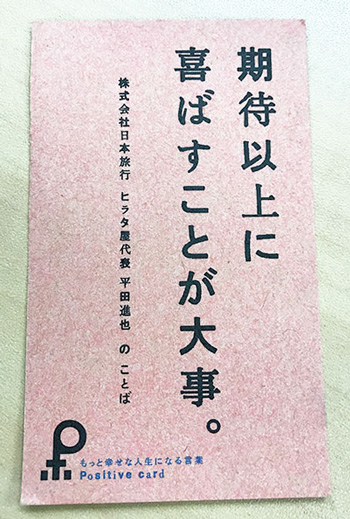 期待以上に
喜ばすことが大事。
株式会社日本旅行 ヒラタ屋代表 平田進也 の ことば
もっと幸せな人生になる言葉
Positive card